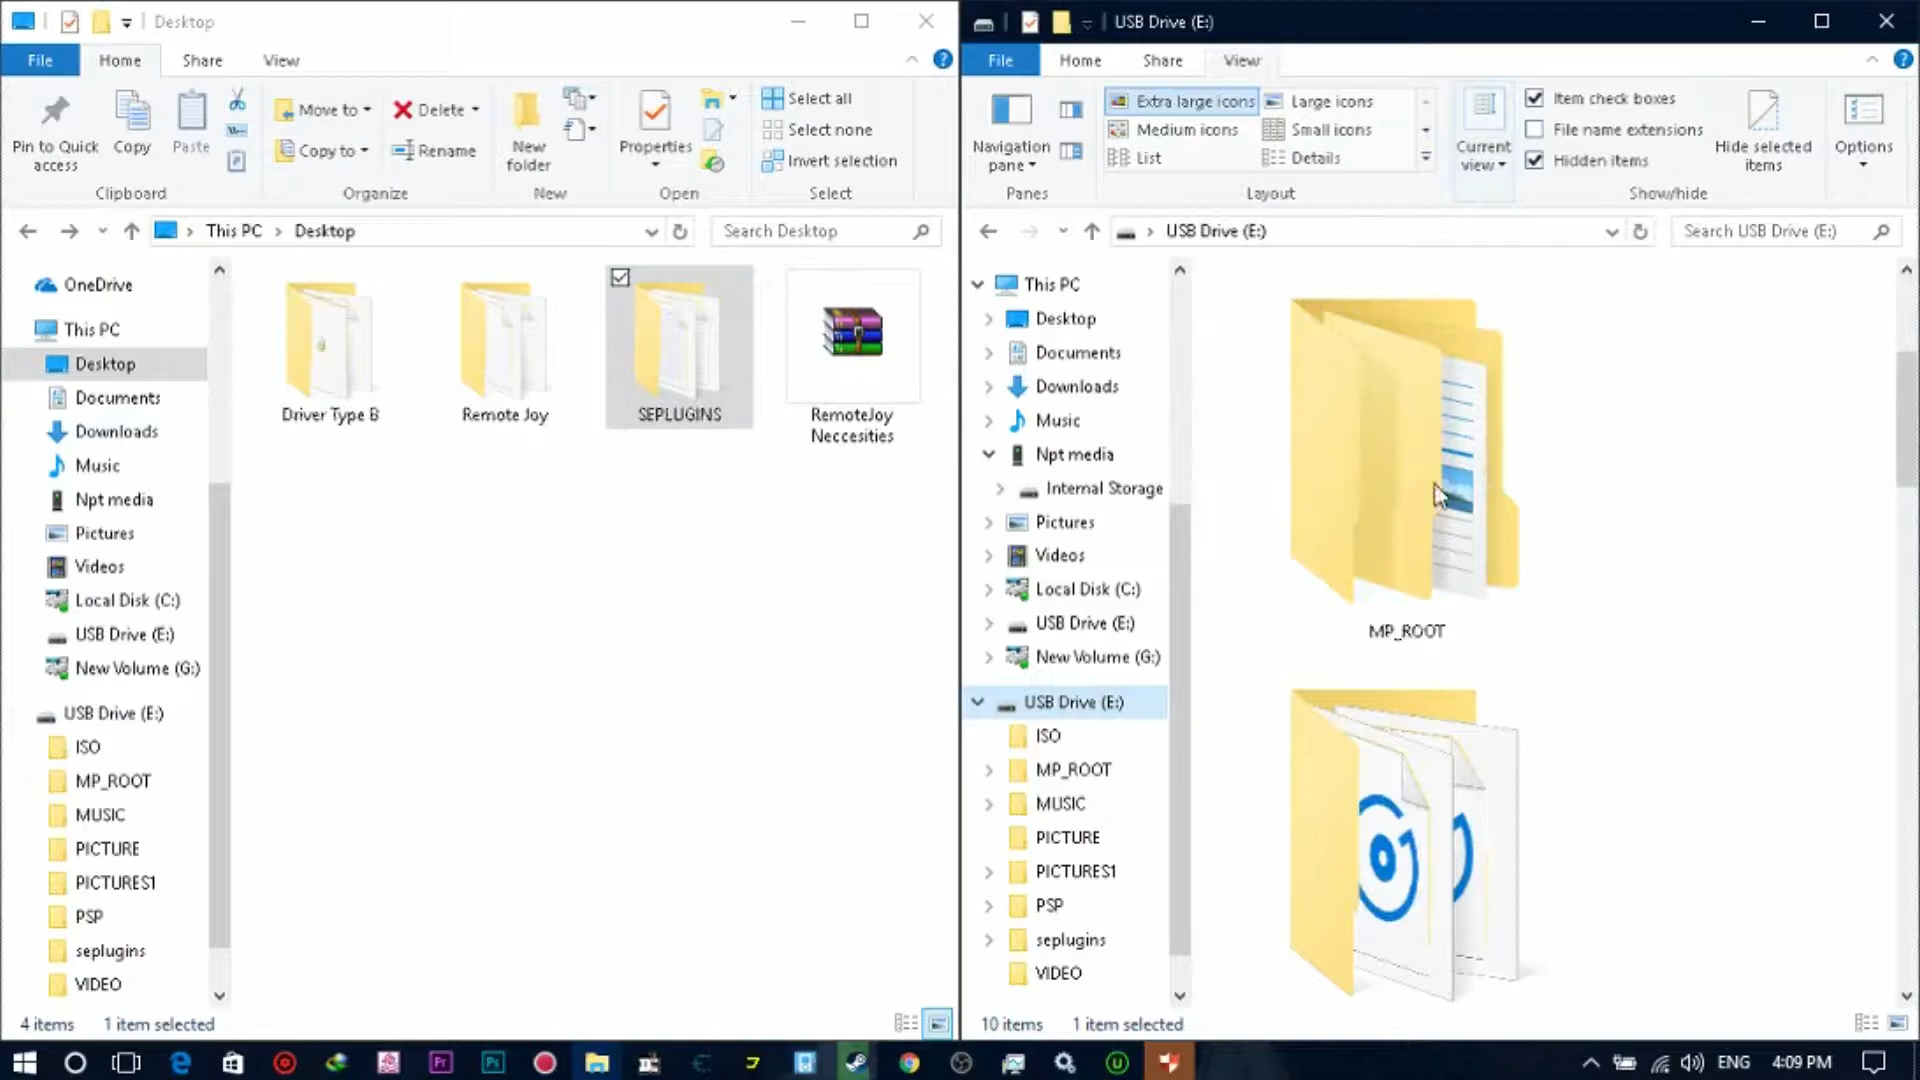 Desktop
File
Home
Share
View
Pin to Quick access
Copy
Paste
Clipboard
Move to
Copy to
Delete
Rename
Organize
New folder
New
Properties
Open
Select all
Select none
Invert selection
Select
This PC > Desktop
Search Desktop
OneDrive
This PC
Desktop
Documents
Downloads
Music
Npt media
Pictures
Videos
Local Disk (C:)
USB Drive (E:)
New Volume (G:)
USB Drive (E:)
ISO
MP_ROOT
MUSIC
PICTURE
PICTURES1
PSP
seplugins
VIDEO
Driver Type B
Remote Joy
SEPLUGINS
RemoteJoy
Neccesities
4 items
1 item selected
USB Drive (E:)
File
Home
Share
View
Navigation pane
Panes
Extra large icons
Large icons
Medium icons
Small icons
List
Details
Layout
Current view
Item check boxes
File name extensions
Hidden items
Hide selected items
Show/hide
Options
USB Drive (E:)
Search USB Drive (E:)
This PC
Desktop
Documents
Downloads
Music
Npt media
Internal Storage
Pictures
Videos
Local Disk (C:)
USB Drive (E:)
New Volume (G:)
USB Drive (E:)
ISO
MP_ROOT
MUSIC
PICTURE
PICTURES1
PSP
seplugins
VIDEO
MP_ROOT
10 items
1 item selected
Pr
Ps
ENG
4:09 PM